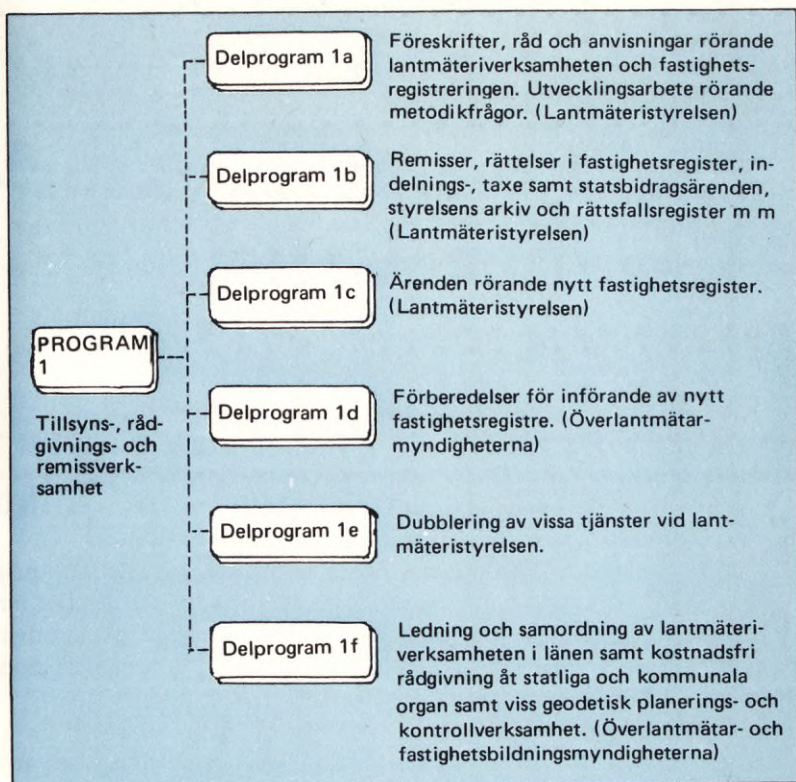 Delprogram 1a
Föreskrifter, råd och anvisningar rörande
lantmäteriverksamheten och fastighets-
registreringen. Utvecklingsarbete rörande
metodikfrågor. (Lantmäteristyrelsen)
Delprogram 1b
Remisser, rättelser i fastighetsregister, in-
delnings-, taxe samt statsbidragsärenden,
styrelsens arkiv och rättsfallsregister m m
(Lantmäteristyrelsen)
Delprogram 1c
Ärenden rörande nytt fastighetsregister.
(Lantmäteristyrelsen)
PROGRAM
1
Tillsyns-, råd-
givnings- och
remissverk-
samhet
Delprogram 1d
Förberedelser för införande av nytt
fastighetsregistre. (Överlantmätar-
myndigheterna)
Delprogram 1e
Dubblering av vissa tjänster vid lant-
mäteristyrelsen.
Delprogram 1f
Ledning och samordning av lantmäteri-
verksamheten i länen samt kostnadsfri
rådgivning åt statliga och kommunala
organ samt viss geodetisk planerings- och
kontrollverksamhet. (Överlantmätar- och
fastighetsbildningsmyndigheterna)